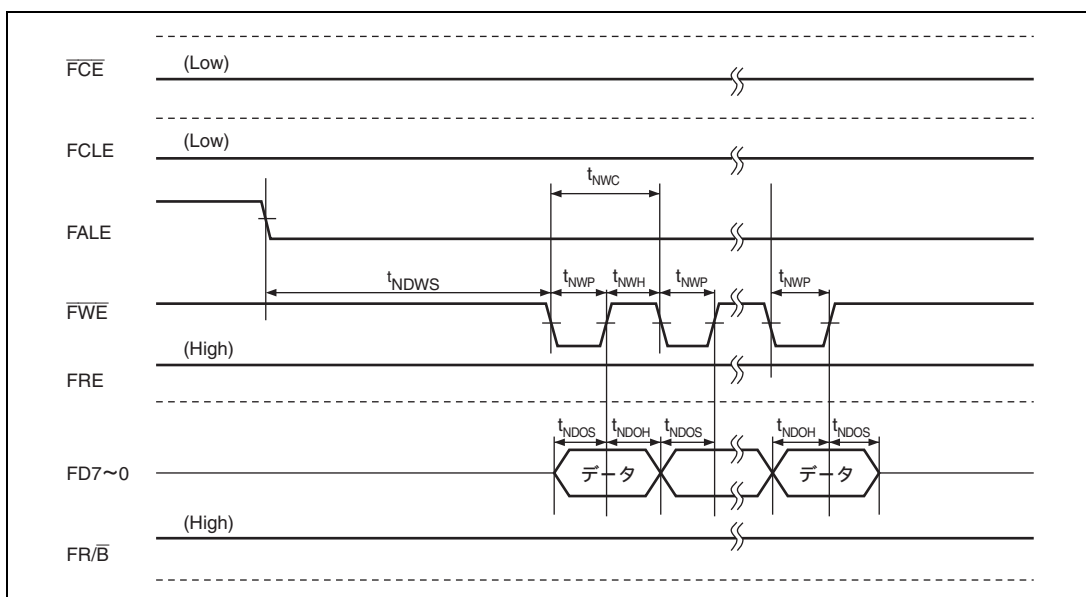 FCE (Low)
FCLE (Low)
tNWC
FALE
tNDWS tNWP tNWH tNWP tNWP
FWE
(High)
FRE
tNDOS tNDOH tNDOS tNDOH tNDOS
FD7~0 データ データ
(High)
FR/B